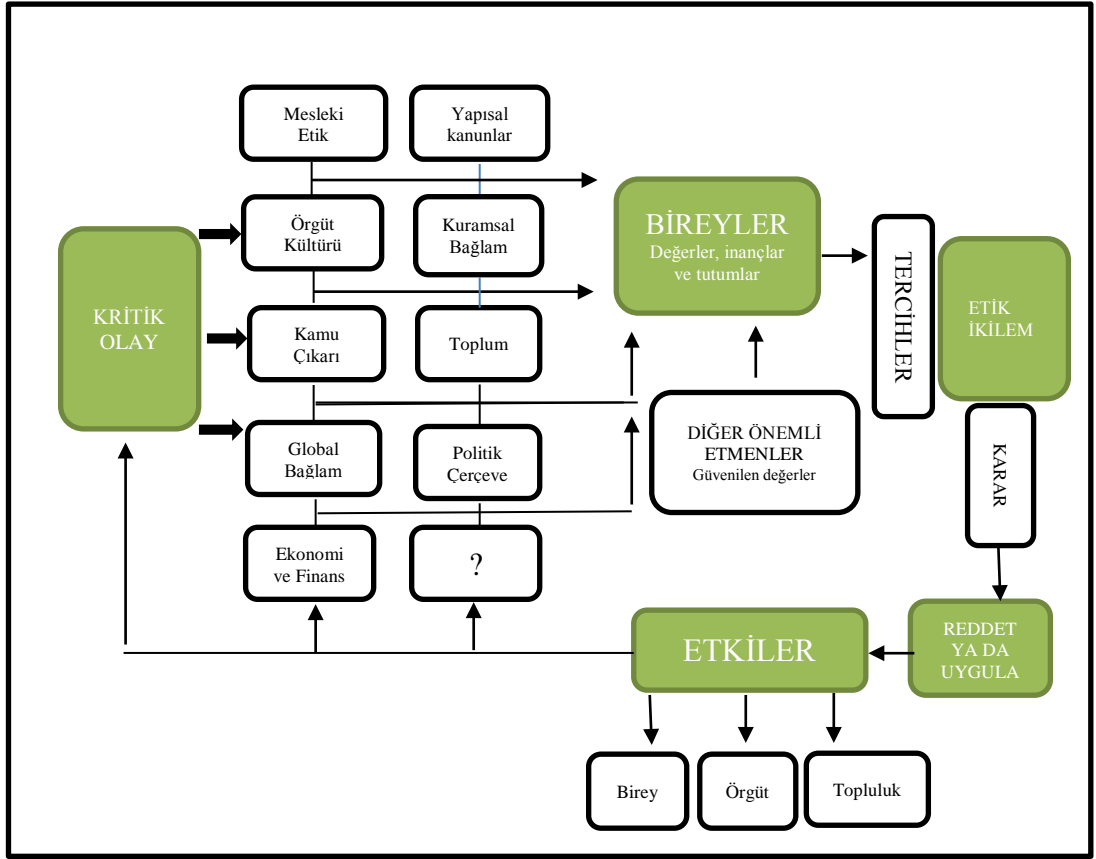 Mesleki
Etik
Yapısal
kanunlar
Örgüt
Kültürü
Kuramsal
Bağlam
KRİTİK
OLAY
Kamu
Çıkarı
Toplum
Global
Bağlam
Politik
Çerçeve
Ekonomi
ve Finans
?
BİREYLER
Değerler, inançlar
ve tutumlar
DİĞER ÖNEMLİ
ETMENLER
Güvenilen değerler
TERCİHLER
ETİK
İKİLEM
KARAR
REDDET
YA DA
UYGULA
ETKİLER
Birey
Örgüt
Topluluk